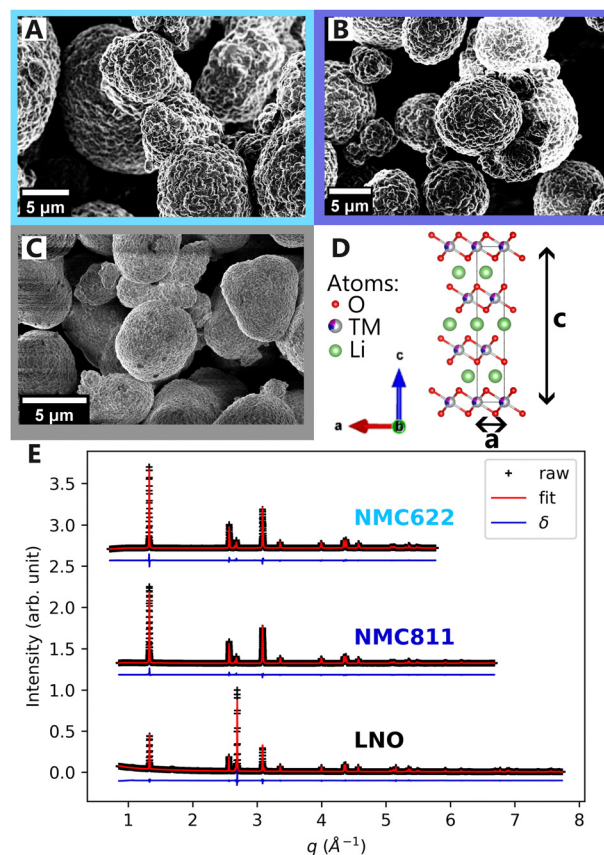 A
5 µm
B
5 µm
C
5 µm
D
Atoms:
O
TM
Li
c
a
b
c
a
E
raw
fit
δ
NMC622
NMC811
LNO
Intensity (arb. unit)
3.5
3.0
2.5
2.0
1.5
1.0
0.5
0.0
1 2 3 4 5 6 7 8
q (Å⁻¹)